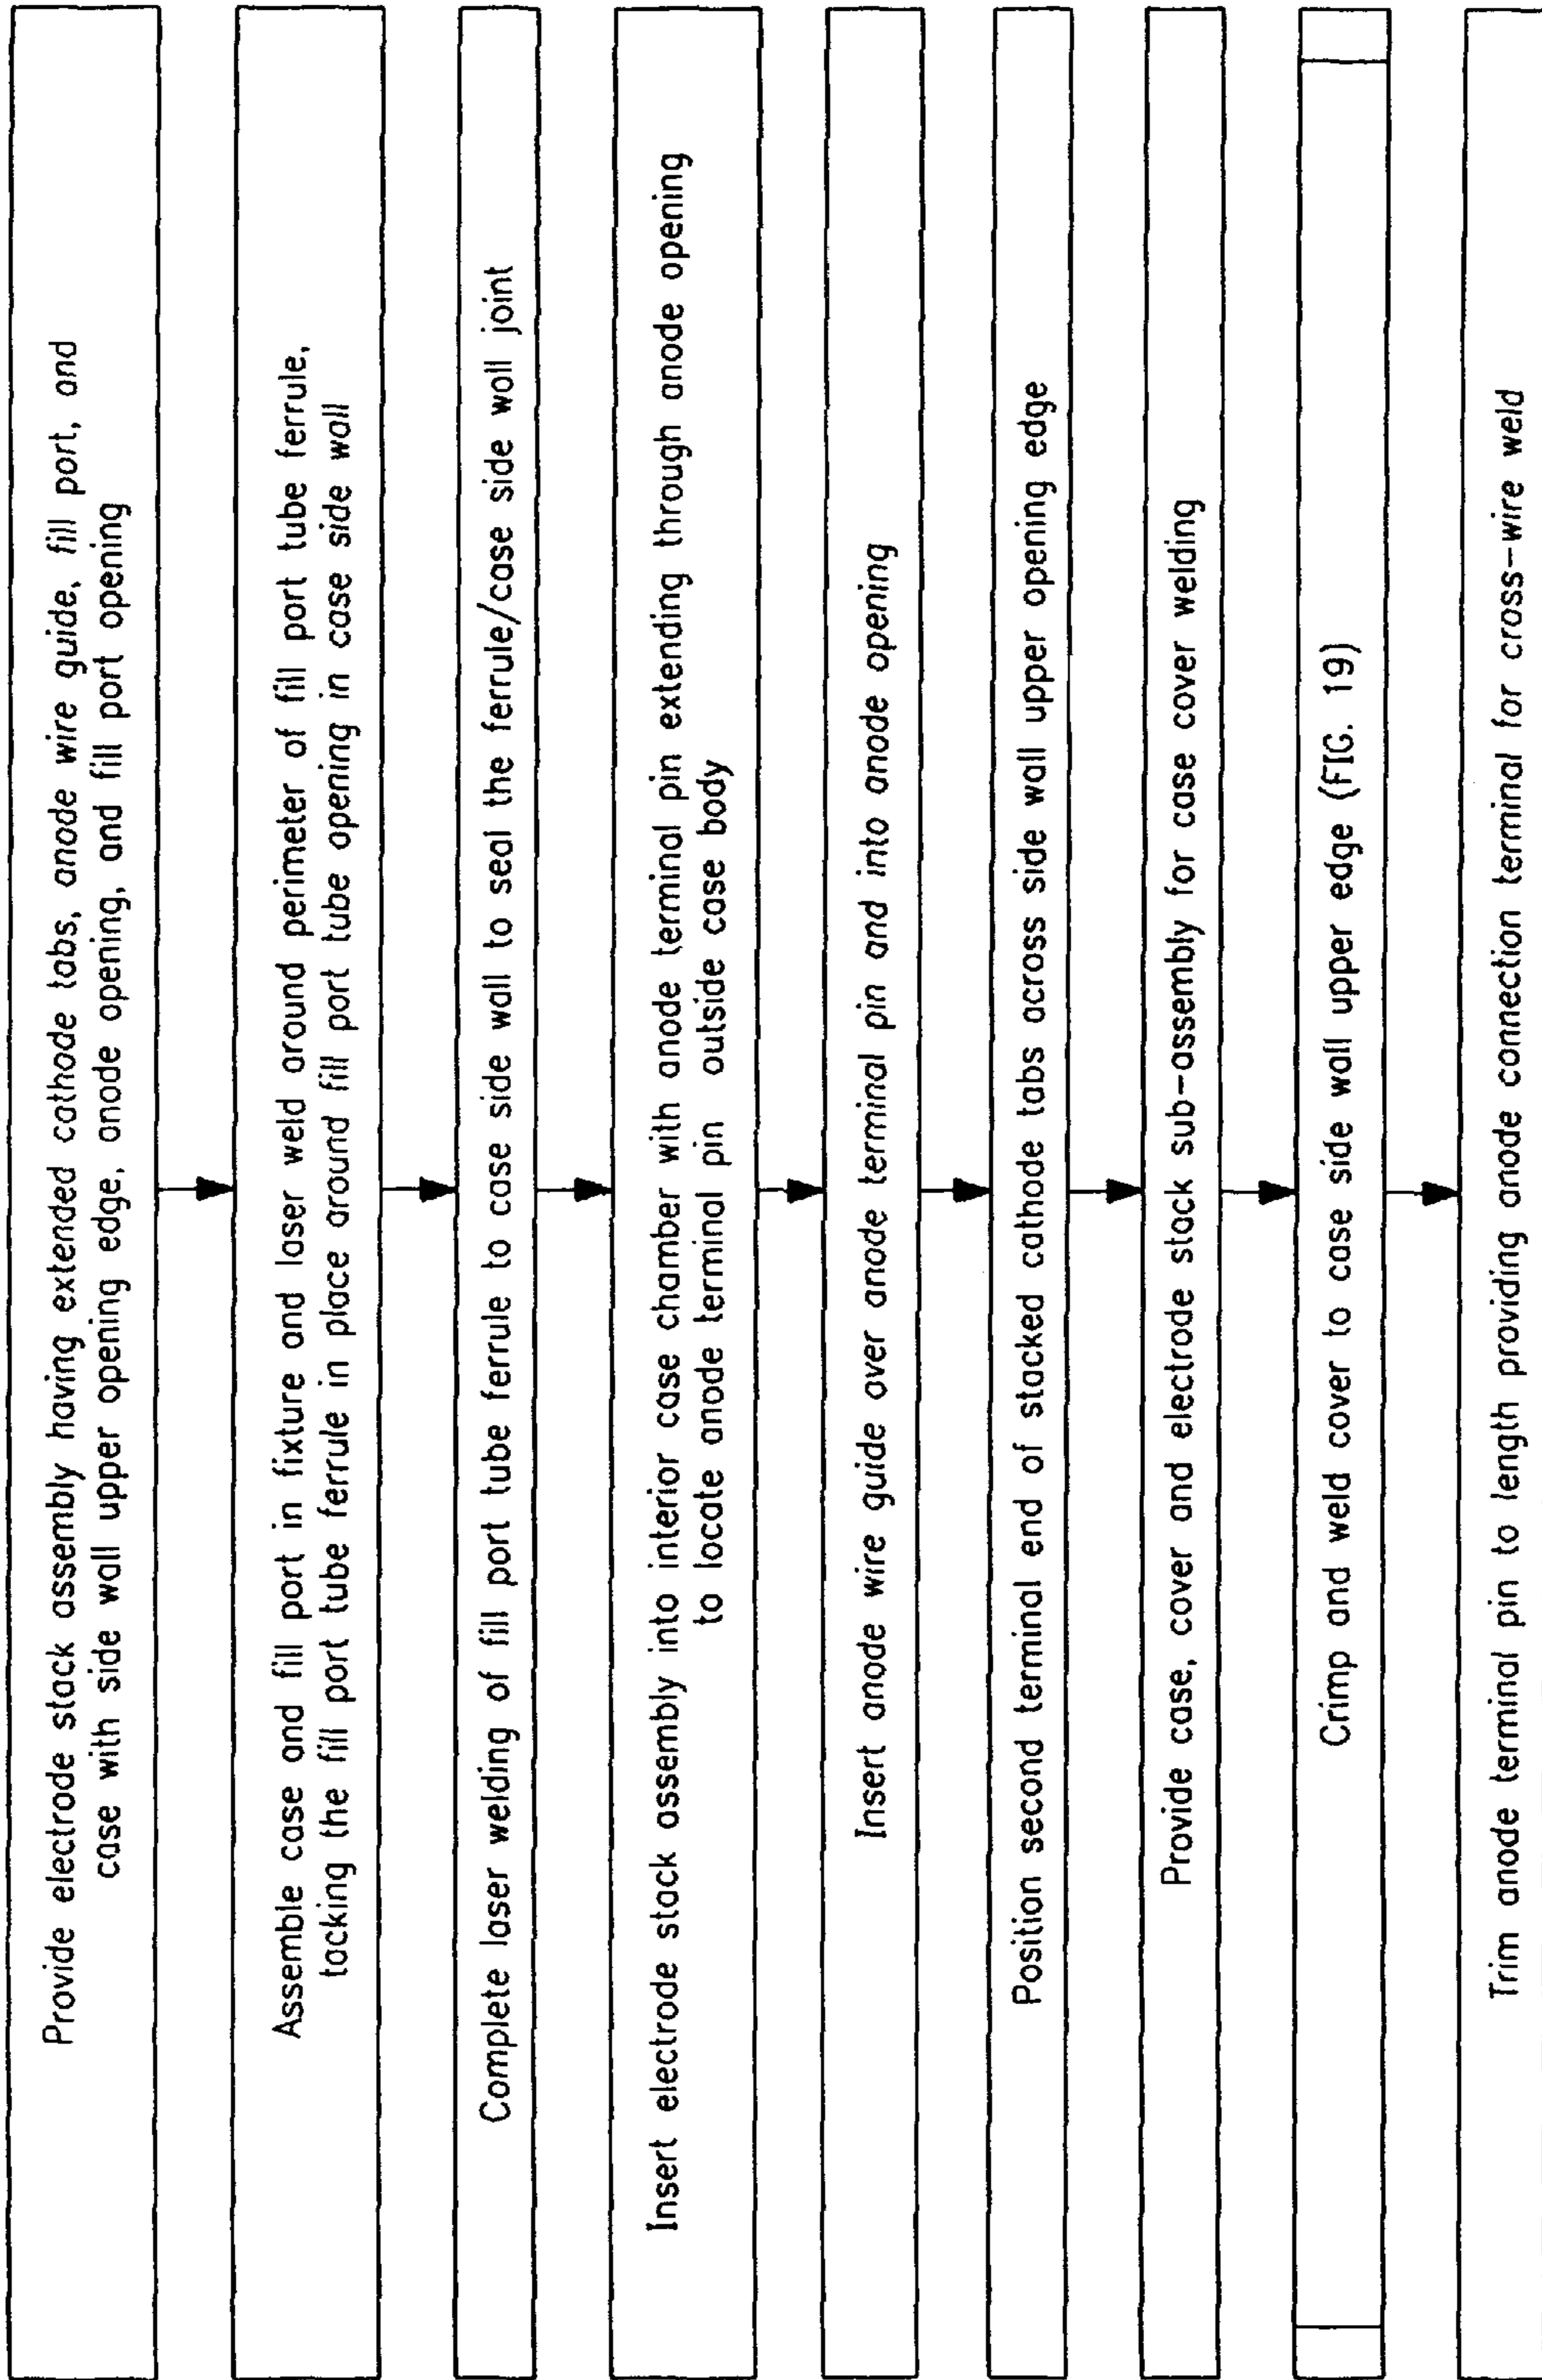 Provide electrode stack assembly having extended cathode tabs, anode wire guide, fill port, and
case with side wall upper opening edge, anode opening, and fill port opening
Assemble case and fill port in fixture and laser weld around perimeter of fill port tube ferrule,
tacking the fill port tube ferrule in place around fill port tube opening in case side wall
Complete laser welding of fill port tube ferrule to case side wall to seal the ferrule/case side wall joint
Insert electrode stack assembly into interior case chamber with anode terminal pin extending through anode opening
to locate anode terminal pin outside case body
Insert anode wire guide over anode terminal pin and into anode opening
Position second terminal end of stacked cathode tabs across side wall upper opening edge
Provide case, cover and electrode stack sub-assembly for case cover welding
Crimp and weld cover to case side wall upper edge (FIG. 19)
Trim anode terminal pin to length providing anode connection terminal for cross-wire weld